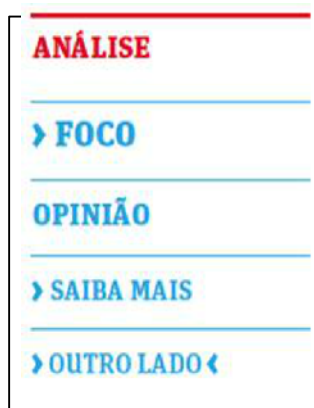 ANÁLISE
› FOCO
OPINIÃO
› SAIBA MAIS
› OUTRO LADO ‹